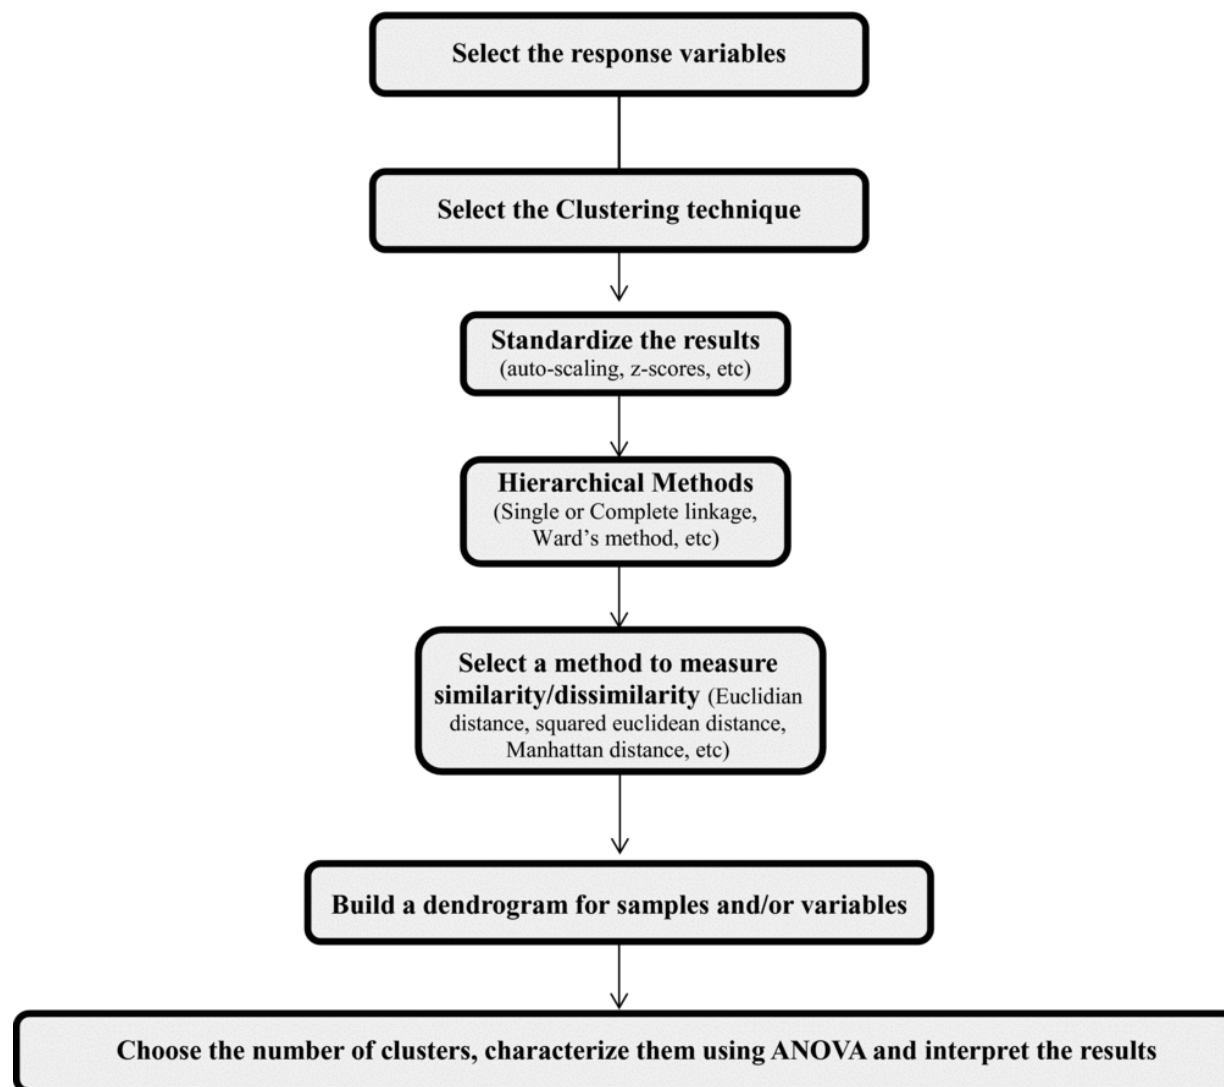 Select the response variables
Select the Clustering technique
Standardize the results
(auto-scaling, z-scores, etc)
Hierarchical Methods
(Single or Complete linkage,
Ward’s method, etc)
Select a method to measure
similarity/dissimilarity (Euclidian
distance, squared euclidean distance,
Manhattan distance, etc)
Build a dendrogram for samples and/or variables
Choose the number of clusters, characterize them using ANOVA and interpret the results